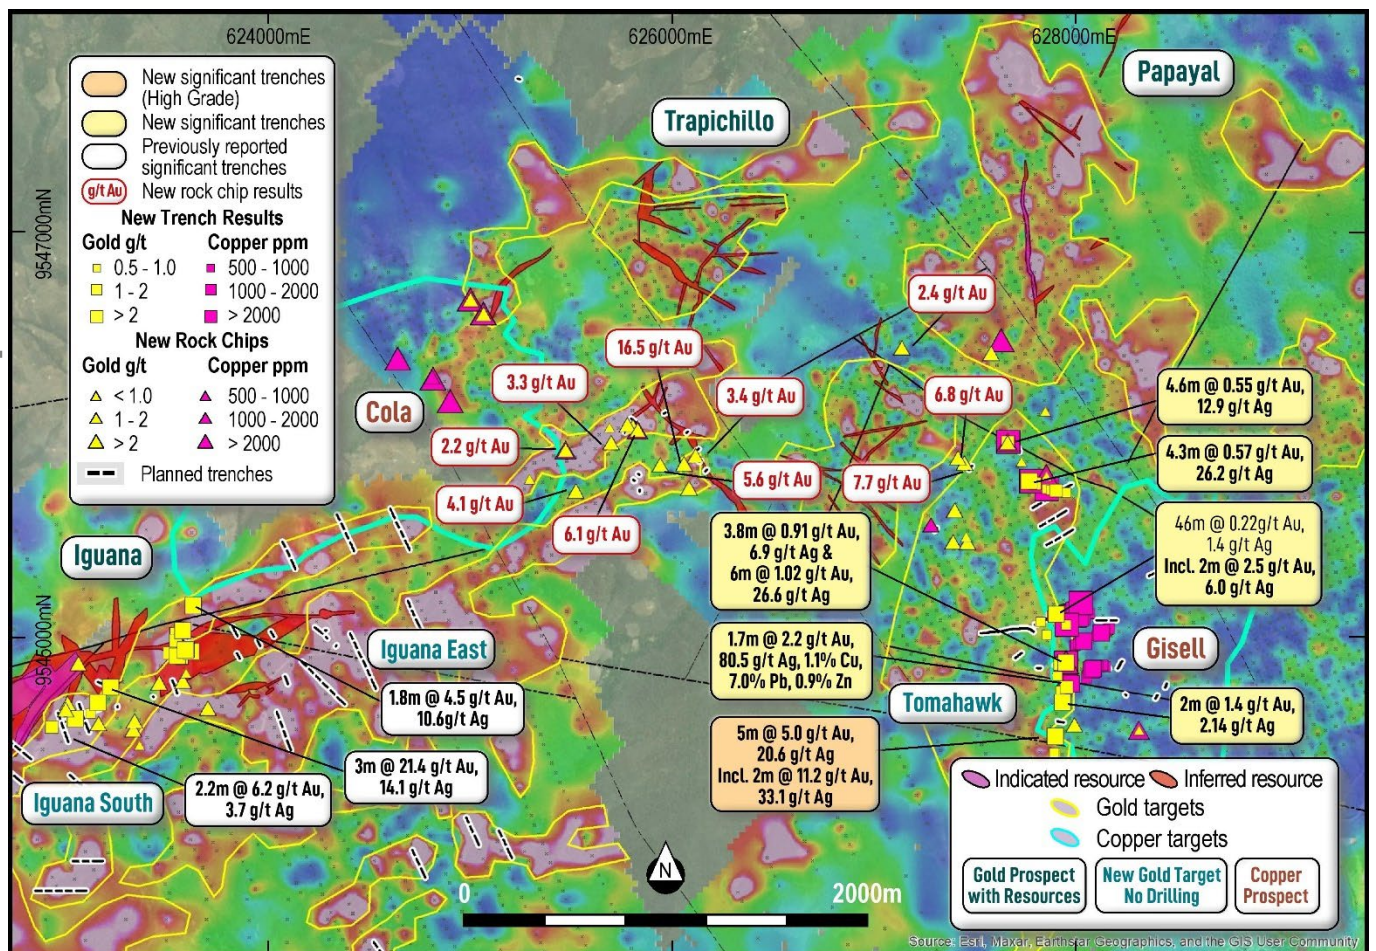 624000mE
626000mE
628000mE
New significant trenches
(High Grade)
New significant trenches
Previously reported
significant trenches
g/t Au
New rock chip results
New Trench Results
Gold g/t
Copper ppm
0.5 - 1.0
500 - 1000
1 - 2
1000 - 2000
> 2
> 2000
New Rock Chips
Gold g/t
Copper ppm
< 1.0
500 - 1000
1 - 2
1000 - 2000
> 2
> 2000
Planned trenches
Papayal
Trapichillo
9547000mN
2.4 g/t Au
16.5 g/t Au
3.3 g/t Au
3.4 g/t Au
6.8 g/t Au
4.6m @ 0.55 g/t Au,
12.9 g/t Ag
Cola
2.2 g/t Au
4.3m @ 0.57 g/t Au,
26.2 g/t Ag
5.6 g/t Au
7.7 g/t Au
4.1 g/t Au
6.1 g/t Au
3.8m @ 0.91 g/t Au,
6.9 g/t Ag &
6m @ 1.02 g/t Au,
26.6 g/t Ag
46m @ 0.22g/t Au,
1.4 g/t Ag
Incl. 2m @ 2.5 g/t Au,
6.0 g/t Ag
Iguana
9546000mN
Iguana East
1.7m @ 2.2 g/t Au,
80.5 g/t Ag, 1.1% Cu,
7.0% Pb, 0.9% Zn
Gisell
1.8m @ 4.5 g/t Au,
10.6g/t Ag
Tomahawk
2m @ 1.4 g/t Au,
2.14 g/t Ag
5m @ 5.0 g/t Au,
20.6 g/t Ag
Incl. 2m @ 11.2 g/t Au,
33.1 g/t Ag
3m @ 21.4 g/t Au,
14.1 g/t Ag
2.2m @ 6.2 g/t Au,
3.7 g/t Ag
Iguana South
Indicated resource
Inferred resource
Gold targets
Copper targets
Gold Prospect
with Resources
New Gold Target
No Drilling
Copper
Prospect
N
0
2000m
Source: Esri, Maxar, Earthstar Geographics, and the GIS User Community